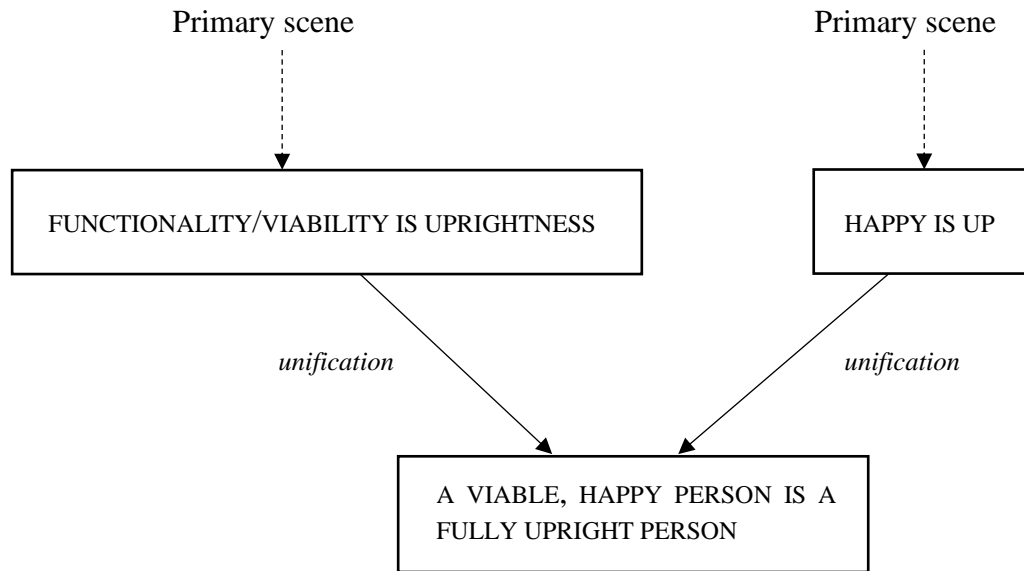 Primary scene
Primary scene
FUNCTIONALITY/VIABILITY IS UPRIGHTNESS
HAPPY IS UP
unification
unification
A VIABLE, HAPPY PERSON IS A
FULLY UPRIGHT PERSON